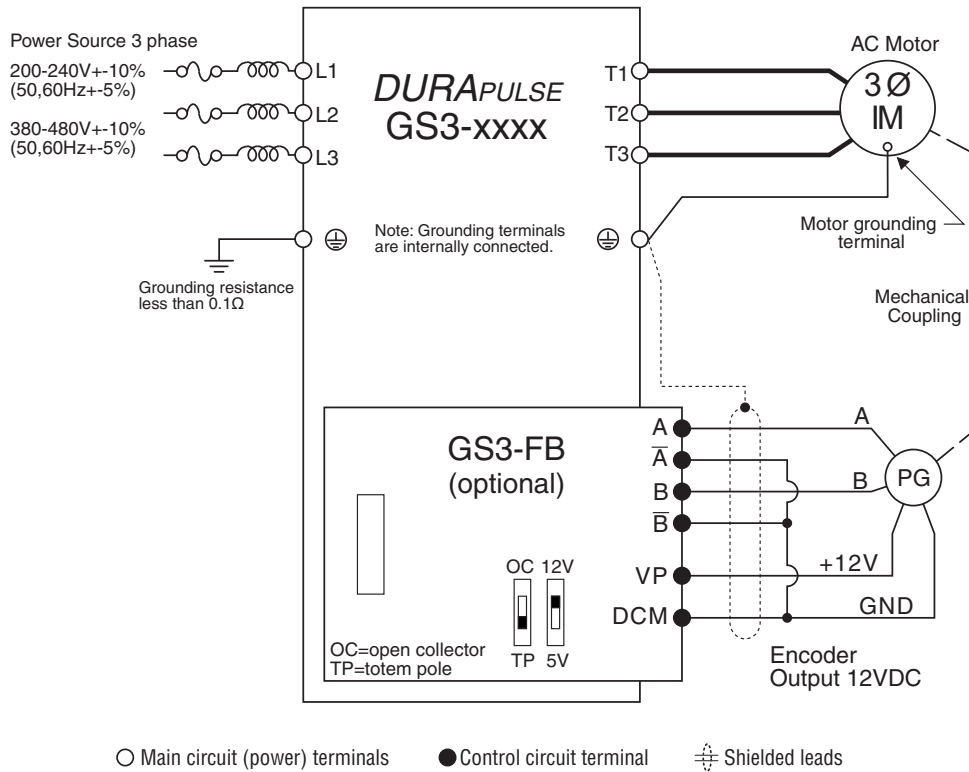 Power Source 3 phase
200-240V+-10%
(50,60Hz+-5%)
380-480V+-10%
(50,60Hz+-5%)
L1
L2
L3
DURAPULSE
GS3-xxxx
T1
T2
T3
AC Motor
3 Ø
IM
Note: Grounding terminals
are internally connected.
Motor grounding
terminal
Grounding resistance
less than 0.1Ω
Mechanical
Coupling
GS3-FB
(optional)
A
A̅
B
B̅
VP
DCM
A
B
PG
+12V
GND
OC 12V
TP 5V
OC=open collector
TP=totem pole
Encoder
Output 12VDC
Main circuit (power) terminals
Control circuit terminal
Shielded leads